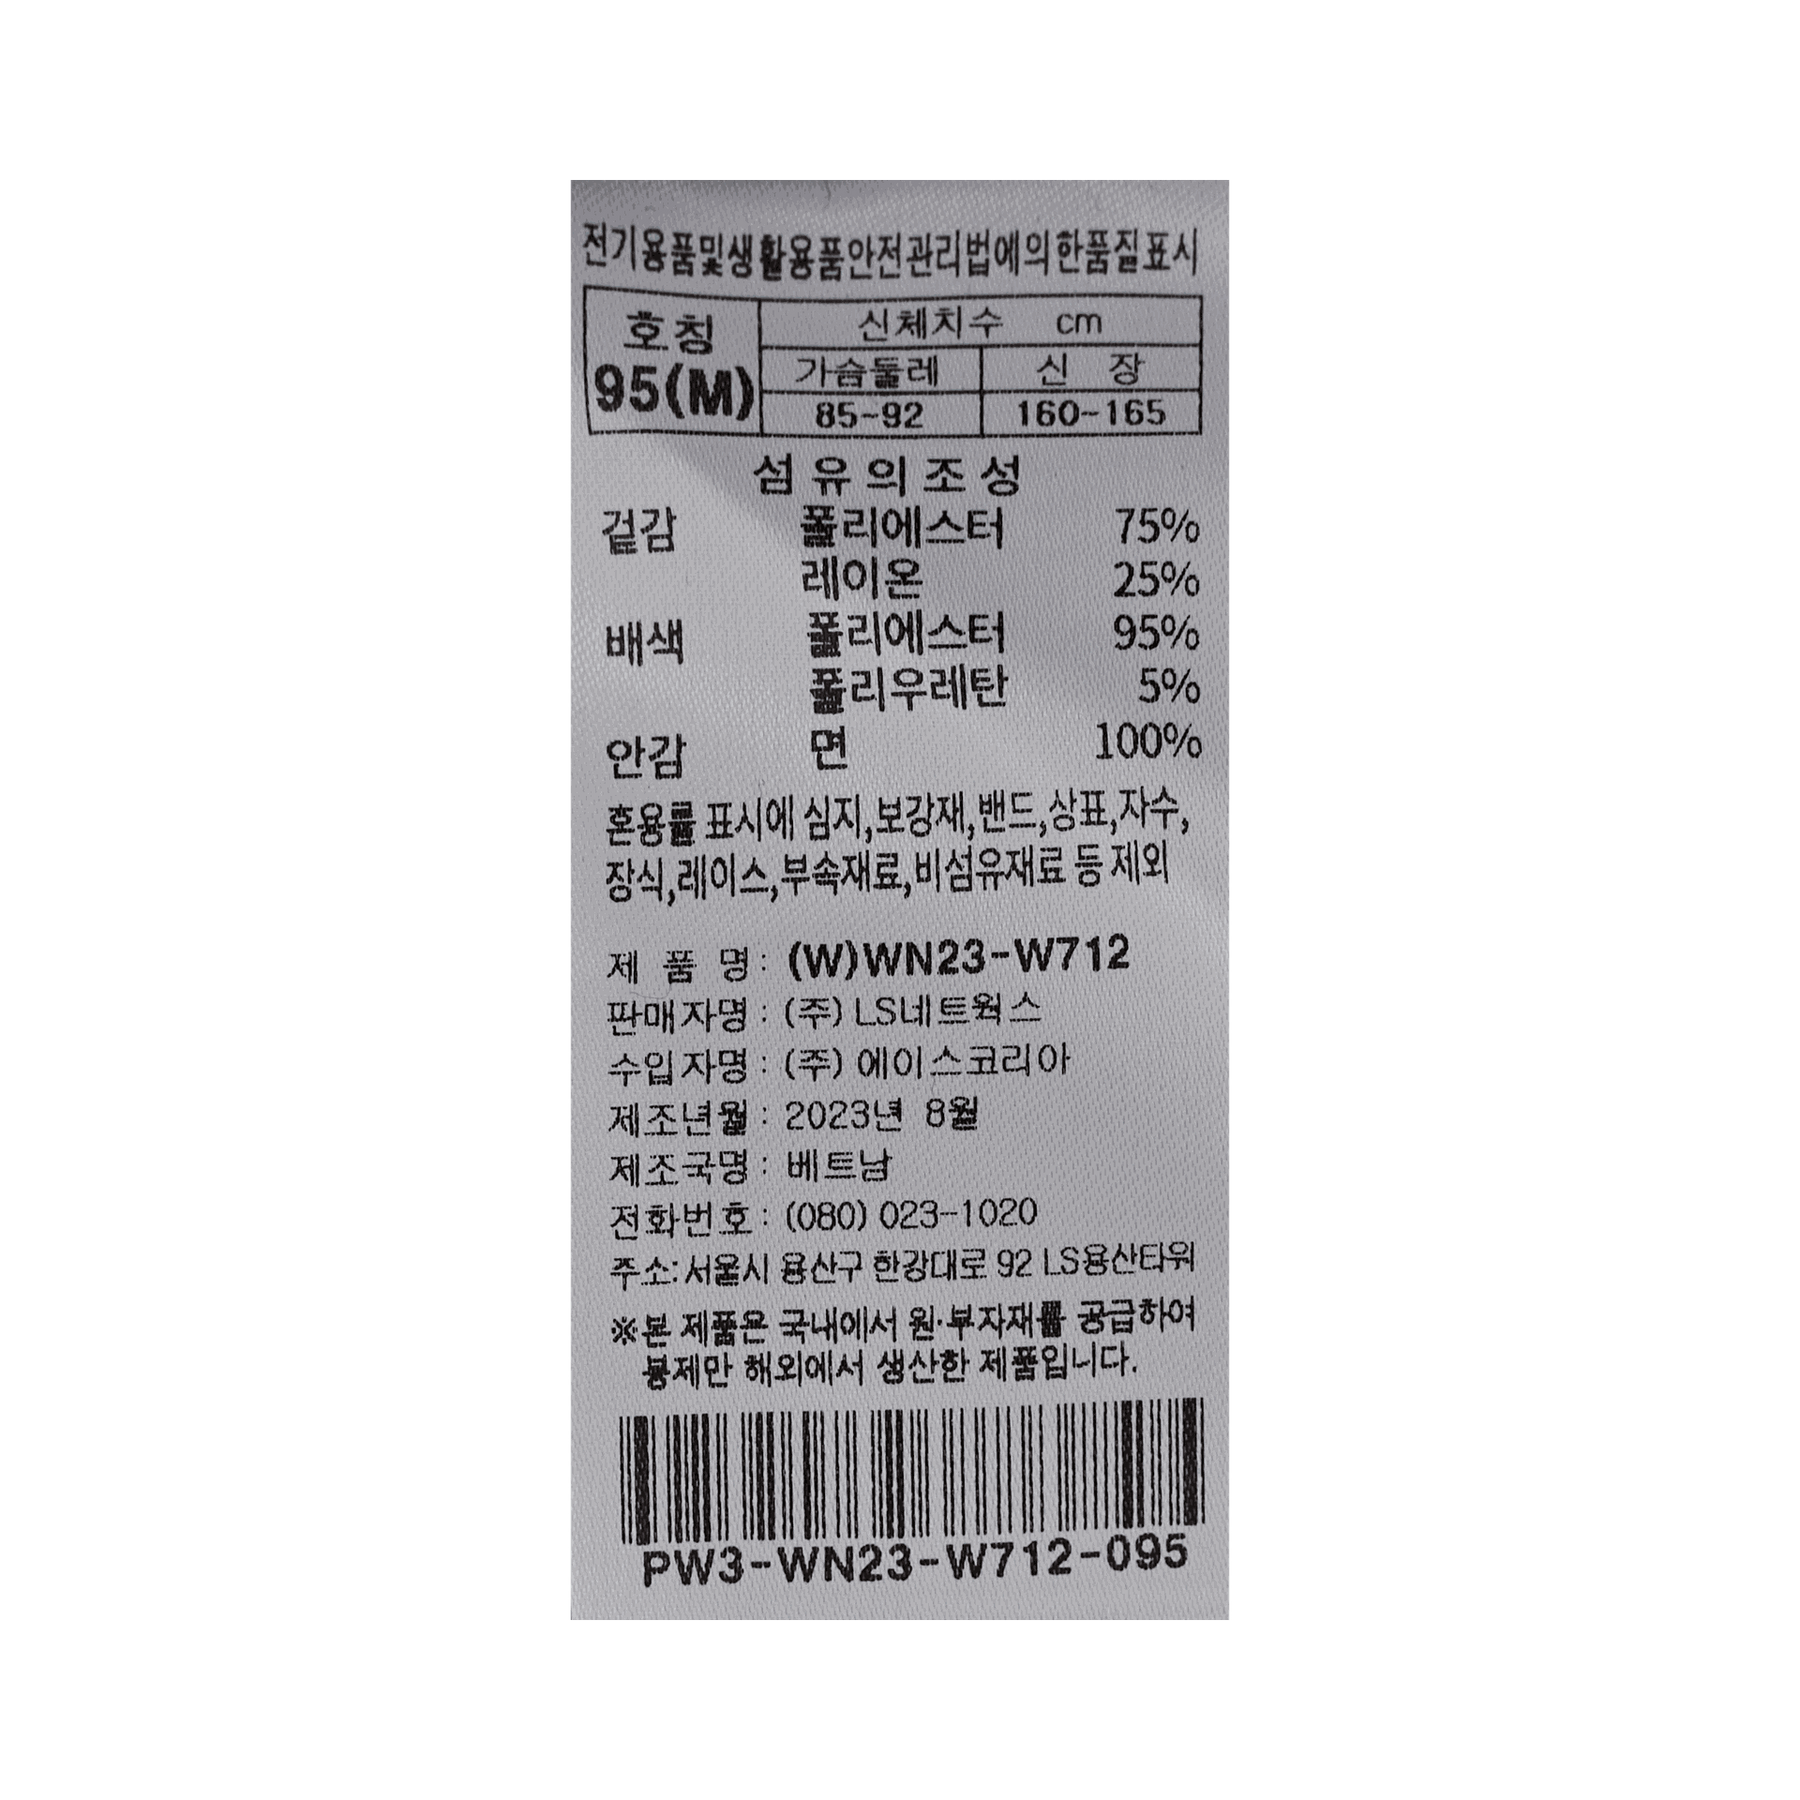 전기용품및생활용품안전관리법에의한품질표시
호칭 신체치수 cm
95(M) 가슴둘레 신 장
85-92 160-165
섬유의조성
겉감 폴리에스터 75%
레이온 25%
배색 폴리에스터 95%
폴리우레탄 5%
안감 면 100%
혼용률 표시에 심지,보강재,밴드,상표,자수,
장식,레이스,부속재료,비섬유재료 등 제외
제 품 명 : (W)WN23-W712
판매자명 : (주) LS네트웍스
수입자명 : (주) 에이스코리아
제조년월 : 2023년 8월
제조국명 : 베트남
전화번호 : (080) 023-1020
주소: 서울시 용산구 한강대로 92 LS용산타워
※본 제품은 국내에서 원·부자재를 공급하여
봉제만 해외에서 생산한 제품입니다.
PW3-WN23-W712-095